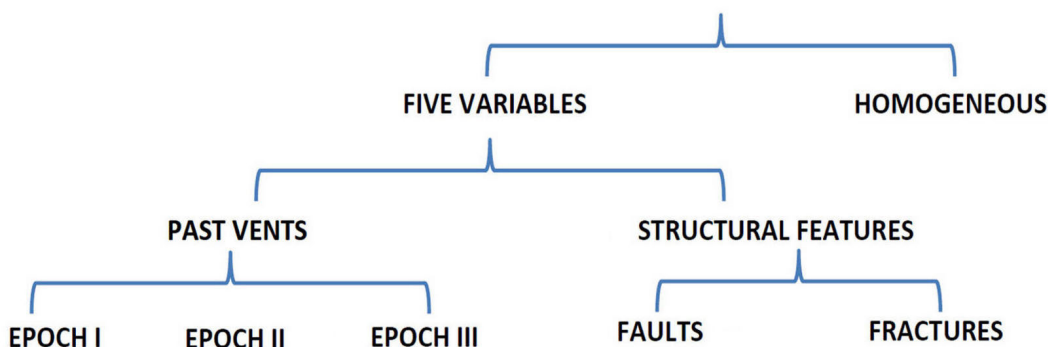 FIVE VARIABLES
HOMOGENEOUS
PAST VENTS
STRUCTURAL FEATURES
EPOCH I
EPOCH II
EPOCH III
FAULTS
FRACTURES